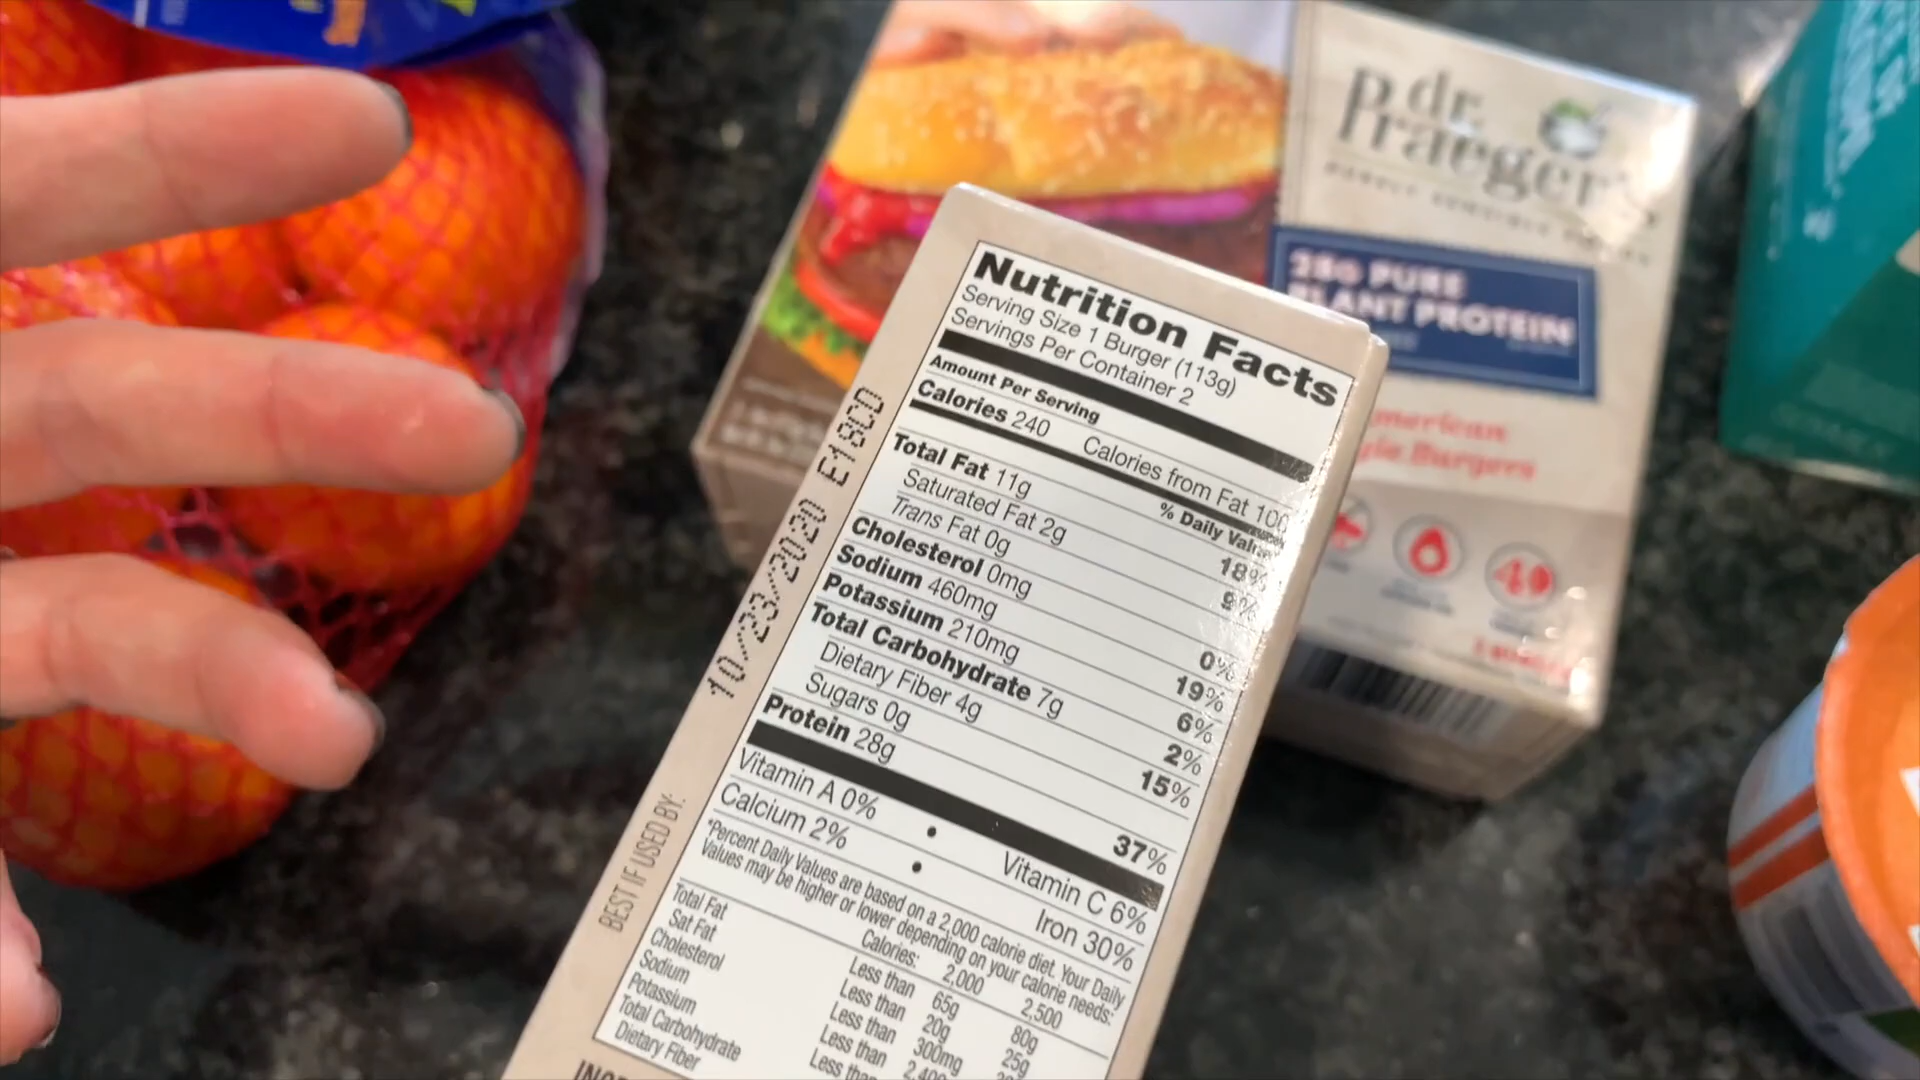 dr.
Praeger's
28G PURE
PLANT PROTEIN
Nutrition Facts
Serving Size 1 Burger (113g)
Servings Per Container 2
Amount Per Serving
Calories 240 Calories from Fat 100
% Daily Value
Total Fat 11g 18%
Saturated Fat 2g 9%
Trans Fat 0g
Cholesterol 0mg 0%
Sodium 460mg 19%
Potassium 210mg 6%
Total Carbohydrate 7g 2%
Dietary Fiber 4g 15%
Sugars 0g
Protein 28g 37%
Vitamin A 0% • Vitamin C 6%
Calcium 2% • Iron 30%
*Percent Daily Values are based on a 2,000 calorie diet. Your Daily
Values may be higher or lower depending on your calorie needs:
Calories: 2,000 2,500
Total Fat Less than 65g 80g
Sat Fat Less than 20g 25g
Cholesterol Less than 300mg
Sodium Less than
Potassium
Total Carbohydrate
Dietary Fiber
BEST IF USED BY:
10/23/2020 E18CD